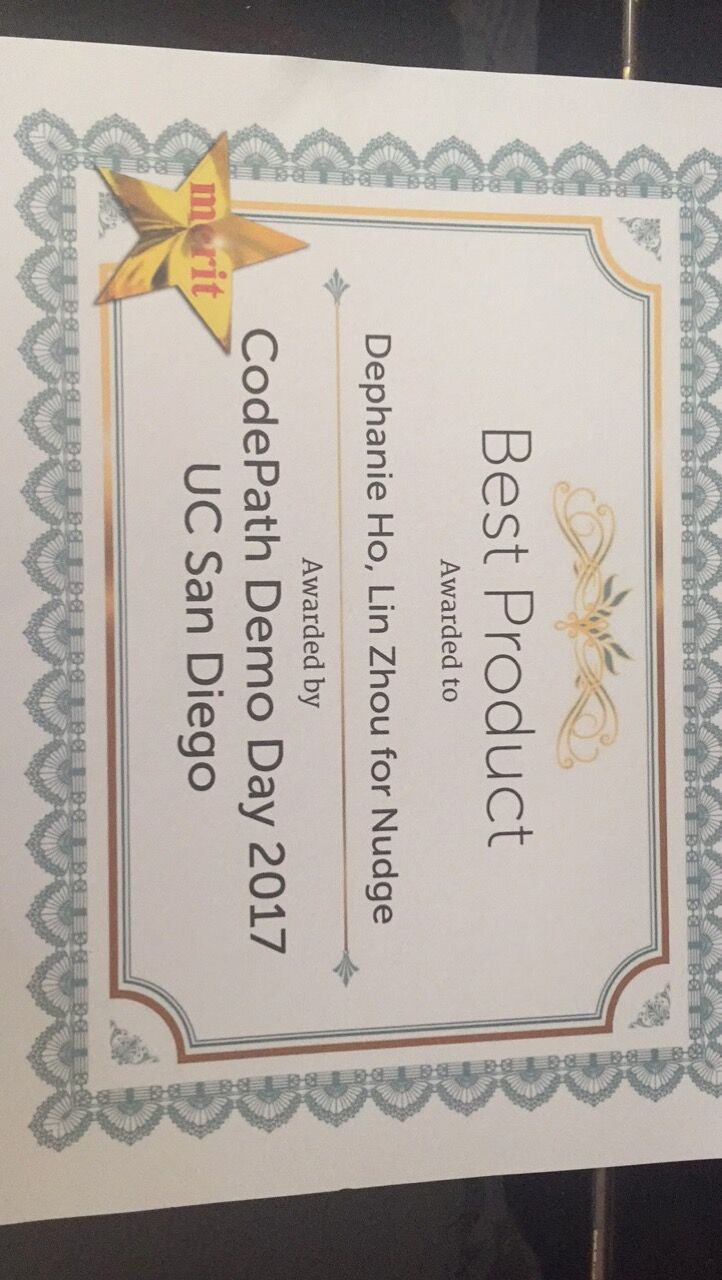 Best Product
Awarded to
Dephanie Ho, Lin Zhou for Nudge
Awarded by
CodePath Demo Day 2017
UC San Diego
merit